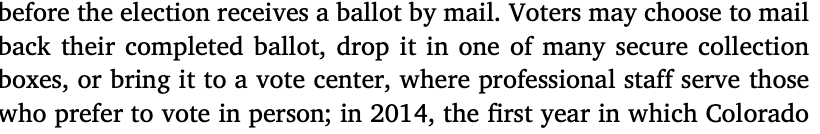 before the election receives a ballot by mail. Voters may choose to mail
back their completed ballot, drop it in one of many secure collection
boxes, or bring it to a vote center, where professional staff serve those
who prefer to vote in person; in 2014, the first year in which Colorado